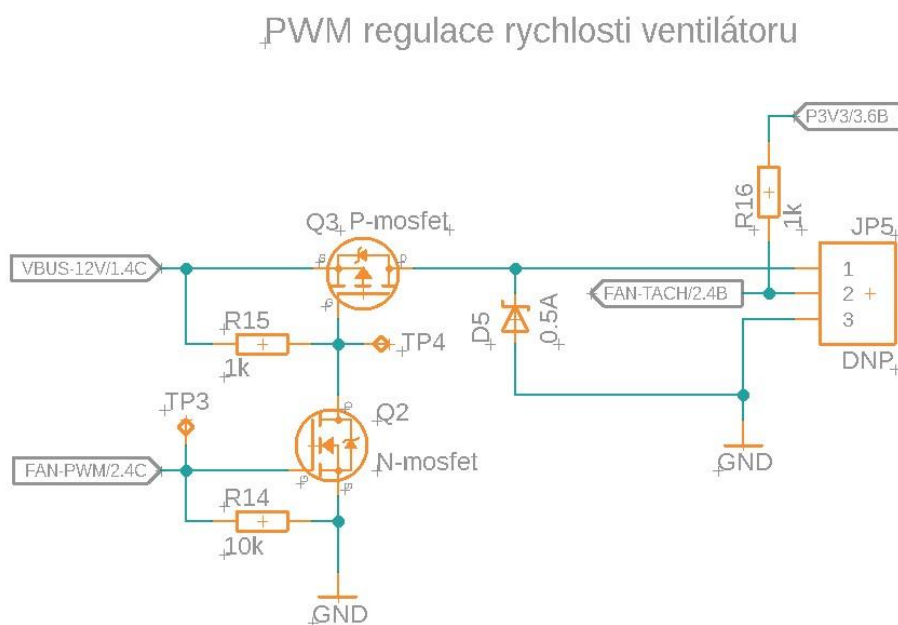 PWM regulace rychlosti ventilátoru
P3V3/3.6B
R16
1k
JP5
Q3 P-mosfet
VBUS-12V/1.4C
S
D
G
1
FAN-TACH/2.4B
2
3
R15
1k
TP4
D5
0.5A
DNP
TP3
D
Q2
FAN-PWM/2.4C
N-mosfet
G
S
R14
10k
GND
GND